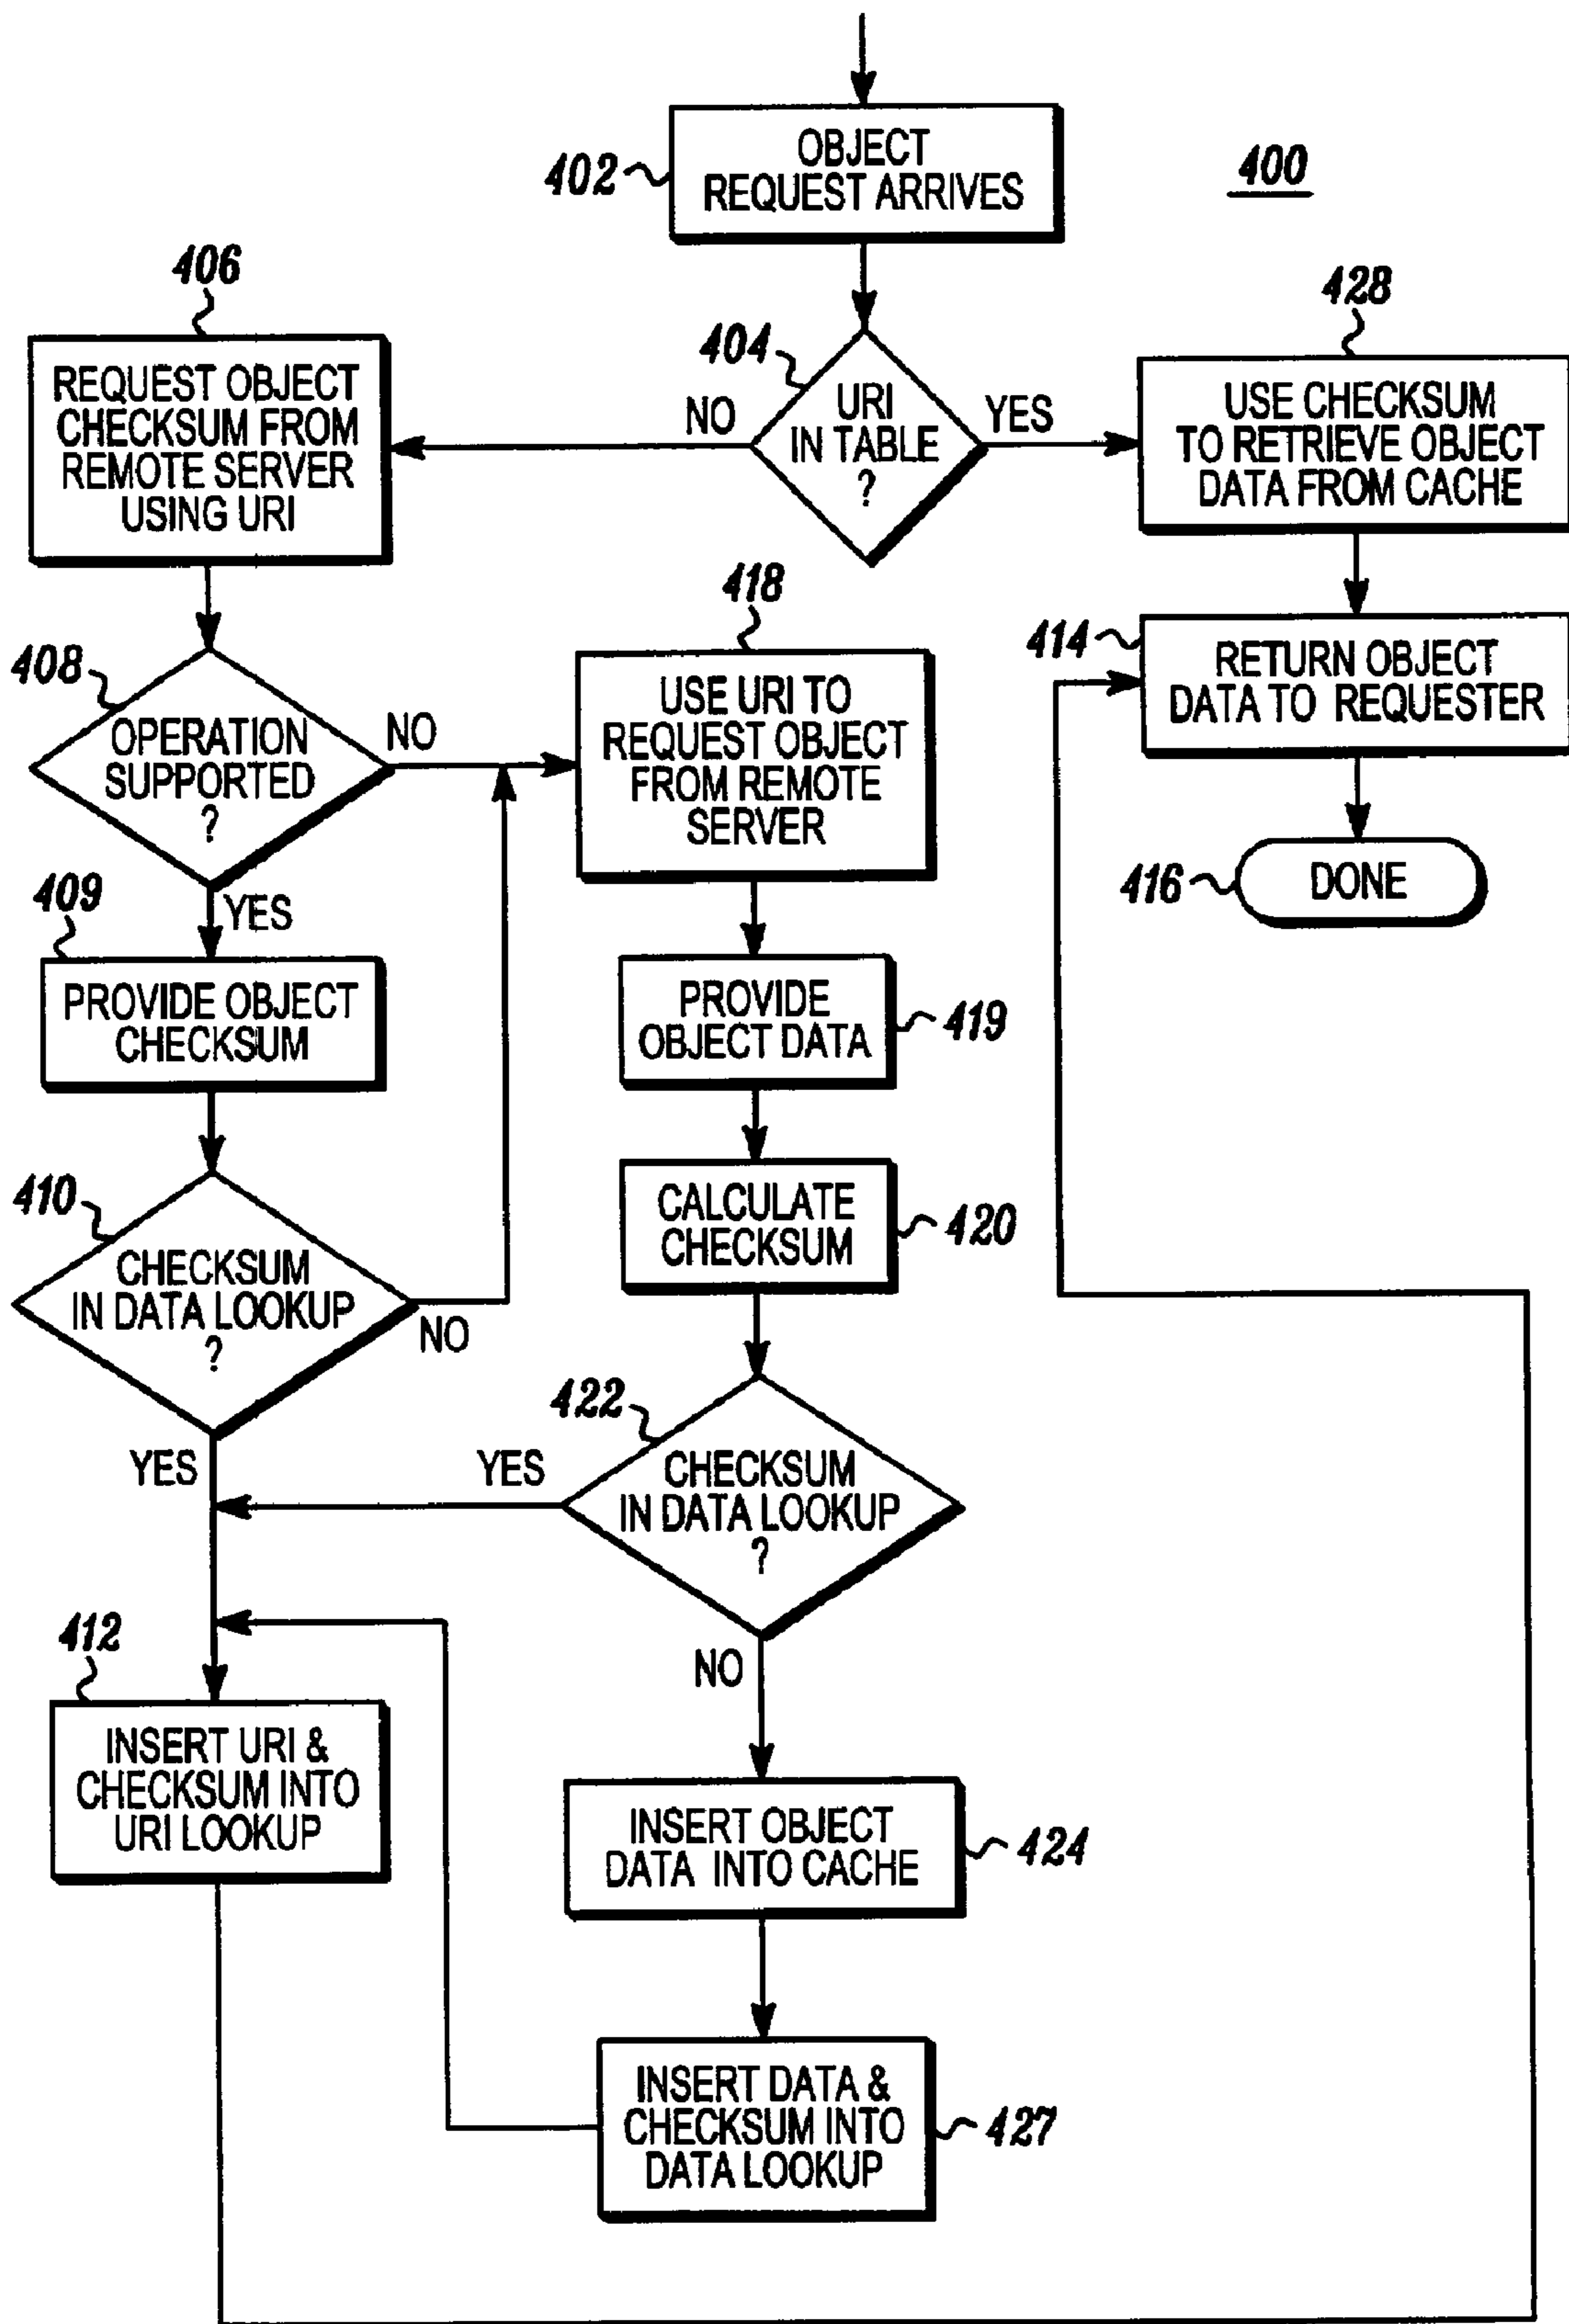 402
OBJECT
REQUEST ARRIVES
400
406
REQUEST OBJECT
CHECKSUM FROM
REMOTE SERVER
USING URI
404
URI
IN TABLE
?
NO
YES
428
USE CHECKSUM
TO RETRIEVE OBJECT
DATA FROM CACHE
408
OPERATION
SUPPORTED
?
NO
YES
418
USE URI TO
REQUEST OBJECT
FROM REMOTE
SERVER
414
RETURN OBJECT
DATA TO REQUESTER
416
DONE
409
PROVIDE OBJECT
CHECKSUM
PROVIDE
OBJECT DATA
419
410
CHECKSUM
IN DATA LOOKUP
?
NO
YES
CALCULATE
CHECKSUM
420
422
CHECKSUM
IN DATA LOOKUP
?
YES
NO
412
INSERT URI &
CHECKSUM INTO
URI LOOKUP
INSERT OBJECT
DATA INTO CACHE
424
INSERT DATA &
CHECKSUM INTO
DATA LOOKUP
427